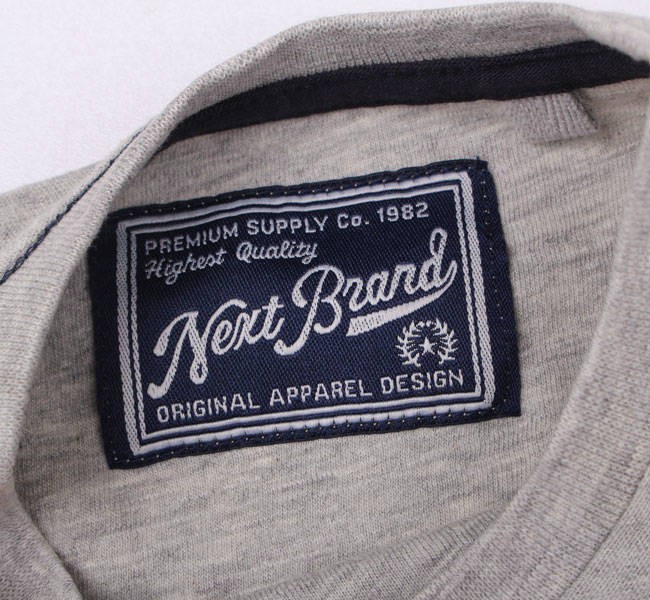 PREMIUM SUPPLY Co. 1982
Highest Quality
Next Brand
ORIGINAL APPAREL DESIGN